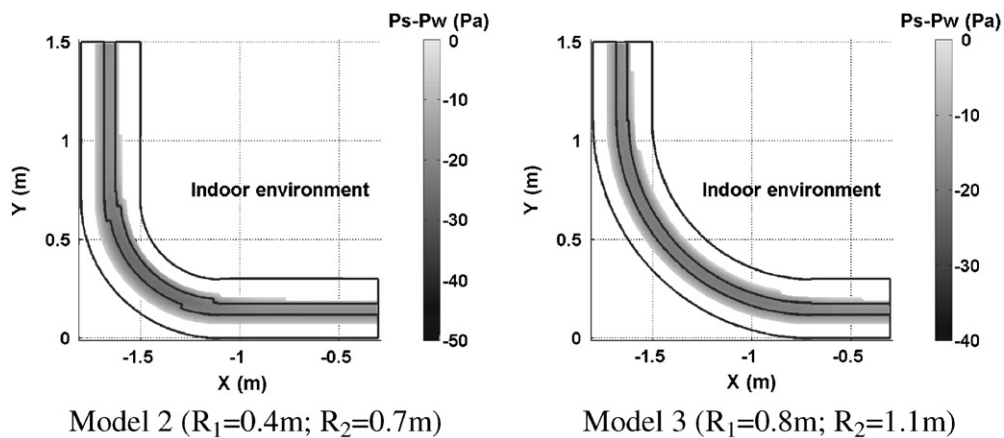 Ps-Pw (Pa)
1.5
1
0.5
0
Y (m)
-1.5
-1
-0.5
X (m)
Indoor environment
0
-10
-20
-30
-40
-50
Model 2 (R₁=0.4m; R₂=0.7m)
Ps-Pw (Pa)
1.5
1
0.5
0
Y (m)
-1.5
-1
-0.5
X (m)
Indoor environment
0
-10
-20
-30
-40
Model 3 (R₁=0.8m; R₂=1.1m)